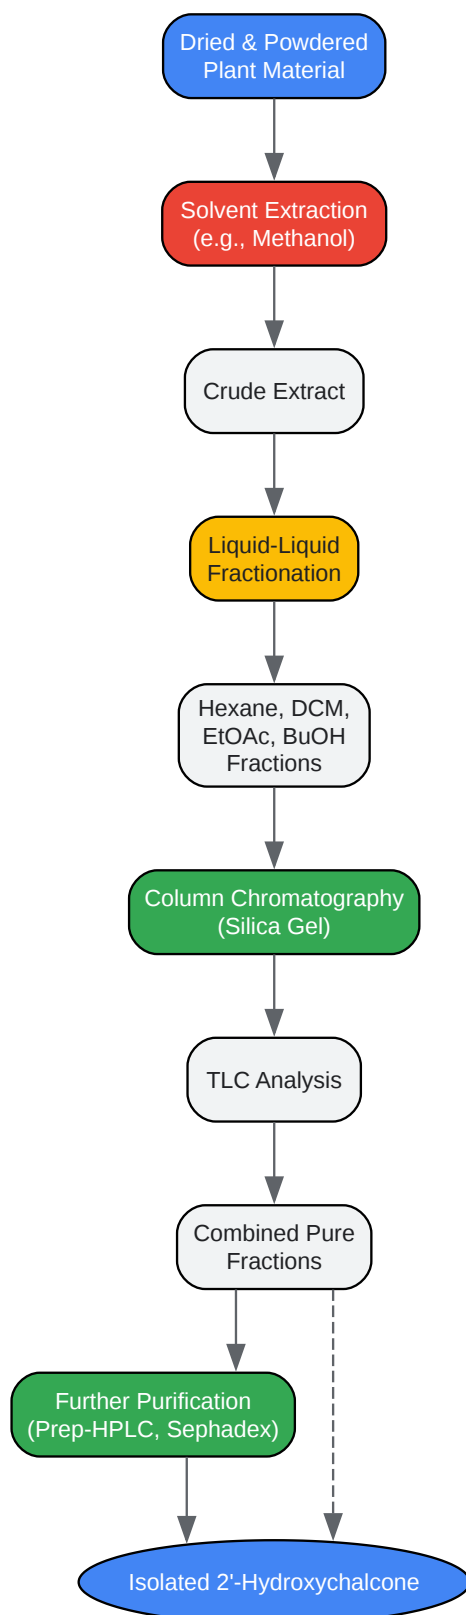 Dried & Powdered
Plant Material
Solvent Extraction
(e.g., Methanol)
Crude Extract
Liquid-Liquid
Fractionation
Hexane, DCM,
EtOAc, BuOH
Fractions
Column Chromatography
(Silica Gel)
TLC Analysis
Combined Pure
Fractions
Further Purification
(Prep-HPLC, Sephadex)
Isolated 2'-Hydroxychalcone